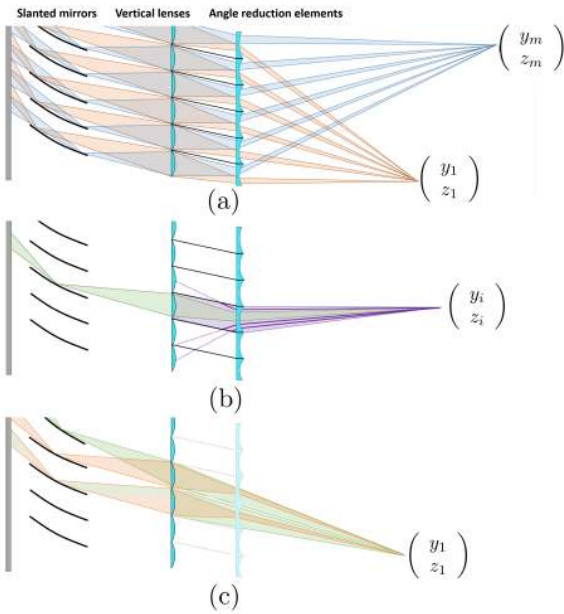 Slanted mirrors Vertical lenses Angle reduction elements
( y_m
z_m )
( y_1
z_1 )
(a)
( y_i
z_i )
(b)
( y_1
z_1 )
(c)